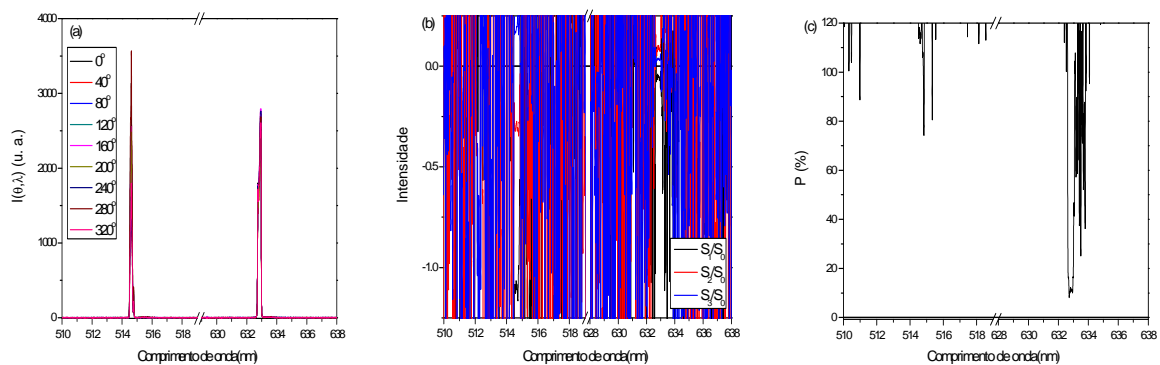 (a)
4000
3000
2000
1000
0
I(θ,λ) (u. a.)
0°
40°
80°
120°
160°
200°
240°
280°
320°
510 512 514 516 518 630 632 634 636 638
Comprimento de onda(nm)
(b)
0.0
-0.5
-1.0
Intensidade
S1/S0
S2/S0
S3/S0
510 512 514 516 518 628 630 632 634 636 638
Comprimento de onda(nm)
(c)
120
100
80
60
40
20
0
P (%)
510 512 514 516 518 628 630 632 634 636 638
Comprimento de onda(nm)